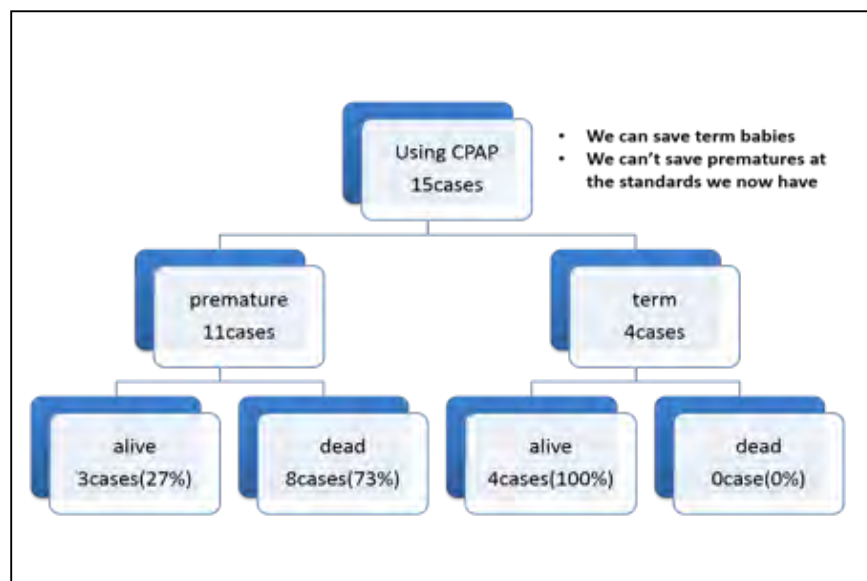 Using CPAP
15cases
• We can save term babies
• We can't save prematures at
the standards we now have
premature
11cases
term
4cases
alive
3cases(27%)
dead
8cases(73%)
alive
4cases(100%)
dead
0case(0%)